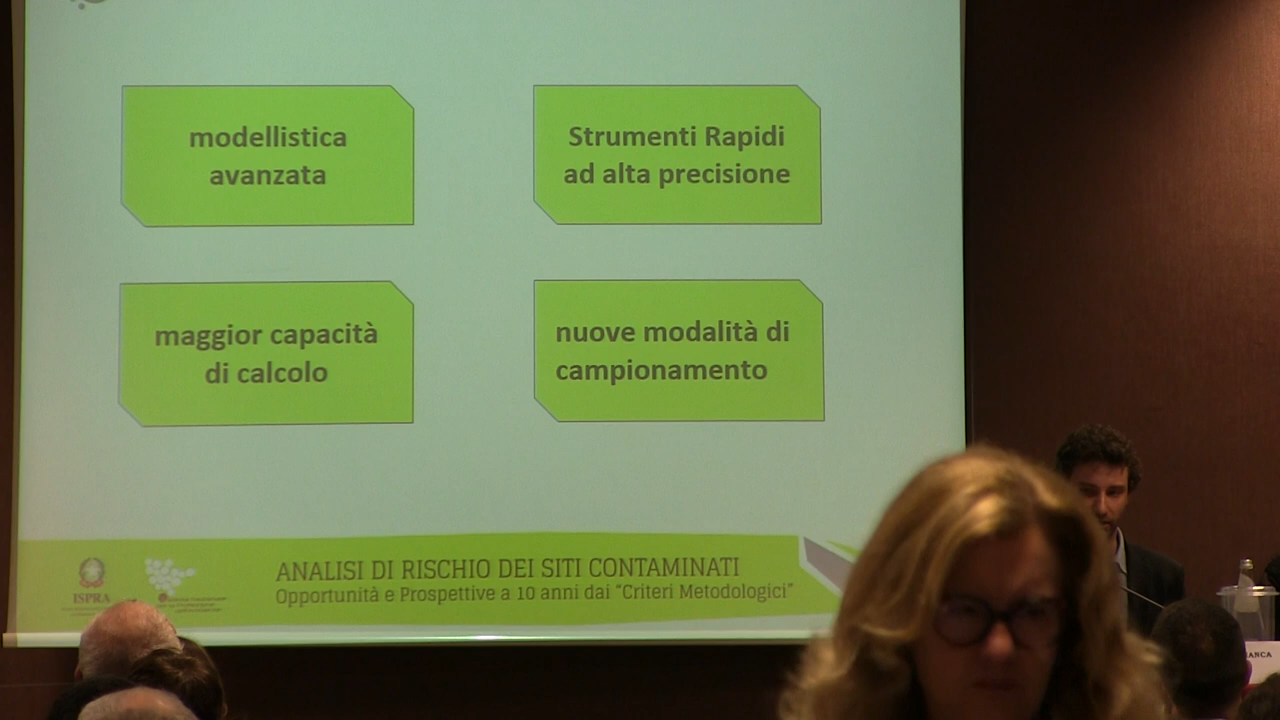 modellistica
avanzata
Strumenti Rapidi
ad alta precisione
maggior capacità
di calcolo
nuove modalità di
campionamento
ISPRA
ANALISI DI RISCHIO DEI SITI CONTAMINATI
Opportunità e Prospettive a 10 anni dai “Criteri Metodologici”